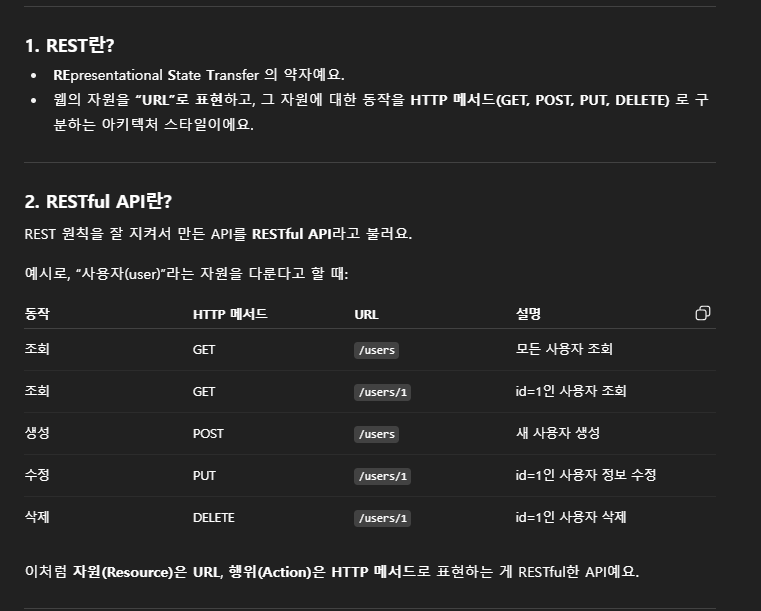 1. REST란?
• REpresentational State Transfer 의 약자예요.
• 웹의 자원을 “URL”로 표현하고, 그 자원에 대한 동작을 HTTP 메서드(GET, POST, PUT, DELETE) 로 구
분하는 아키텍처 스타일이에요.
2. RESTful API란?
REST 원칙을 잘 지켜서 만든 API를 RESTful API라고 불러요.
예시로, “사용자(user)”라는 자원을 다룬다고 할 때:
동작 HTTP 메서드 URL 설명
조회 GET /users 모든 사용자 조회
조회 GET /users/1 id=1인 사용자 조회
생성 POST /users 새 사용자 생성
수정 PUT /users/1 id=1인 사용자 정보 수정
삭제 DELETE /users/1 id=1인 사용자 삭제
이처럼 자원(Resource)은 URL, 행위(Action)은 HTTP 메서드로 표현하는 게 RESTful한 API예요.